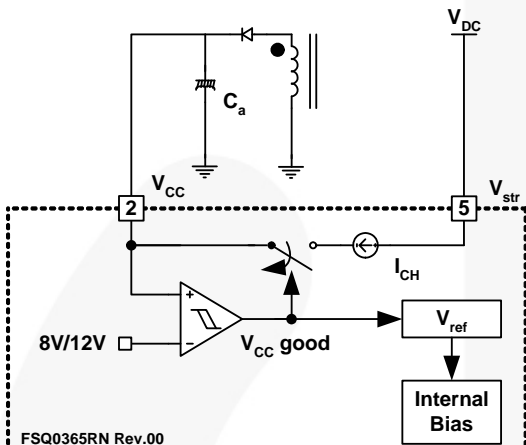 V_DC
C_a
V_CC
V_str
2
5
I_CH
8V/12V
+
−
V_CC good
V_ref
Internal
Bias
FSQ0365RN Rev.00